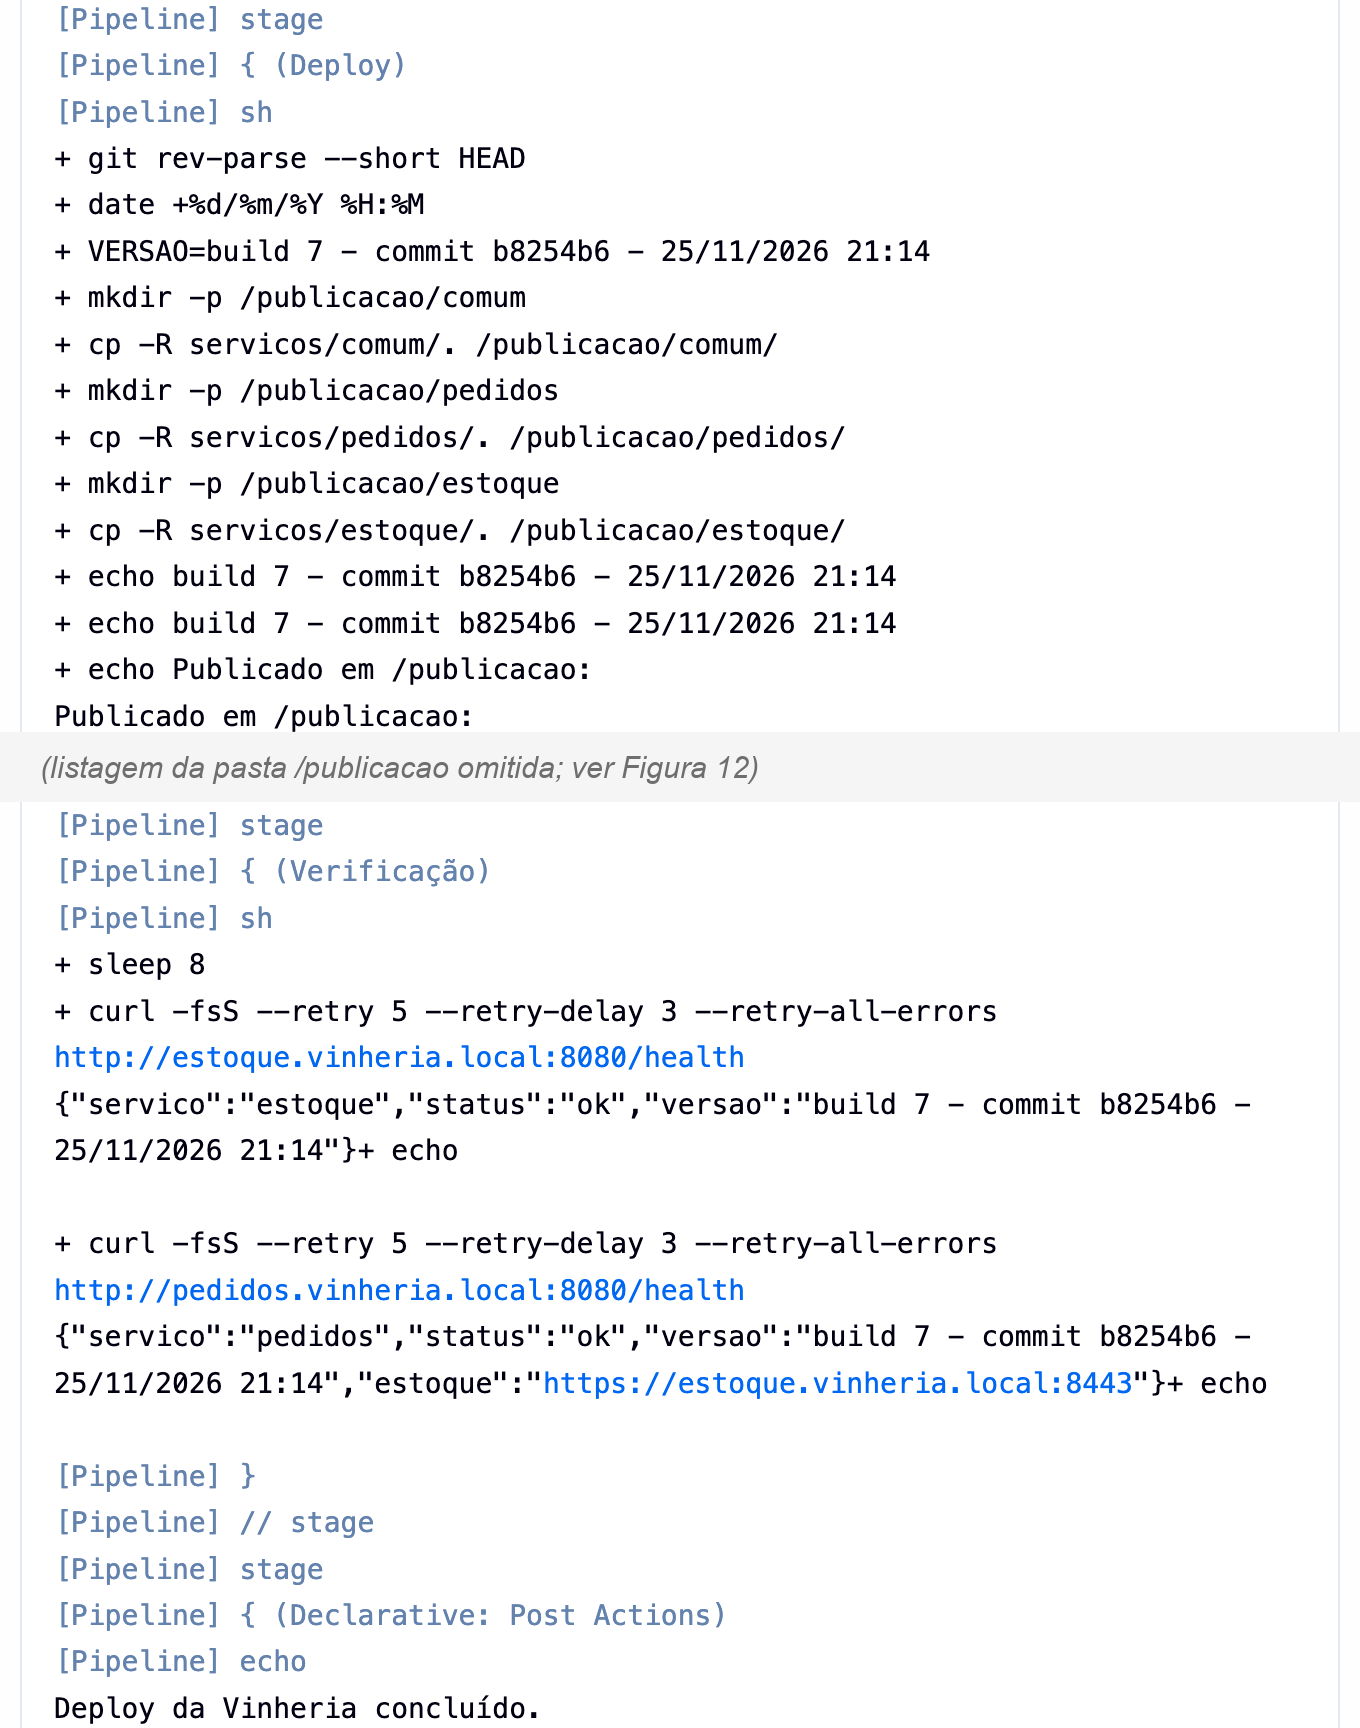 [Pipeline] stage
[Pipeline] { (Deploy)
[Pipeline] sh
+ git rev-parse --short HEAD
+ date +%d/%m/%Y %H:%M
+ VERSAO=build 7 - commit b8254b6 - 25/11/2026 21:14
+ mkdir -p /publicacao/comum
+ cp -R servicos/comum/. /publicacao/comum/
+ mkdir -p /publicacao/pedidos
+ cp -R servicos/pedidos/. /publicacao/pedidos/
+ mkdir -p /publicacao/estoque
+ cp -R servicos/estoque/. /publicacao/estoque/
+ echo build 7 - commit b8254b6 - 25/11/2026 21:14
+ echo build 7 - commit b8254b6 - 25/11/2026 21:14
+ echo Publicado em /publicacao:
Publicado em /publicacao:
(listagem da pasta /publicacao omitida; ver Figura 12)
[Pipeline] stage
[Pipeline] { (Verificação)
[Pipeline] sh
+ sleep 8
+ curl -fsS --retry 5 --retry-delay 3 --retry-all-errors
http://estoque.vinheria.local:8080/health
{"servico":"estoque","status":"ok","versao":"build 7 - commit b8254b6 -
25/11/2026 21:14"}+ echo
+ curl -fsS --retry 5 --retry-delay 3 --retry-all-errors
http://pedidos.vinheria.local:8080/health
{"servico":"pedidos","status":"ok","versao":"build 7 - commit b8254b6 -
25/11/2026 21:14","estoque":"https://estoque.vinheria.local:8443"}+ echo
[Pipeline] }
[Pipeline] // stage
[Pipeline] stage
[Pipeline] { (Declarative: Post Actions)
[Pipeline] echo
Deploy da Vinheria concluído.